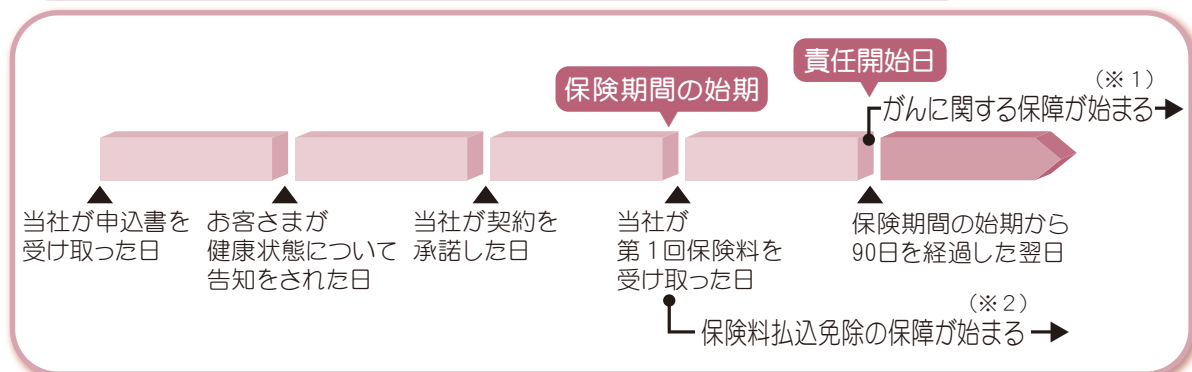 責任開始日
保険期間の始期
（※１）
がんに関する保障が始まる
当社が申込書を
受け取った日
お客さまが
健康状態について
告知をされた日
当社が契約を
承諾した日
当社が
第１回保険料を
受け取った日
保険期間の始期から
90日を経過した翌日
（※２）
保険料払込免除の保障が始まる